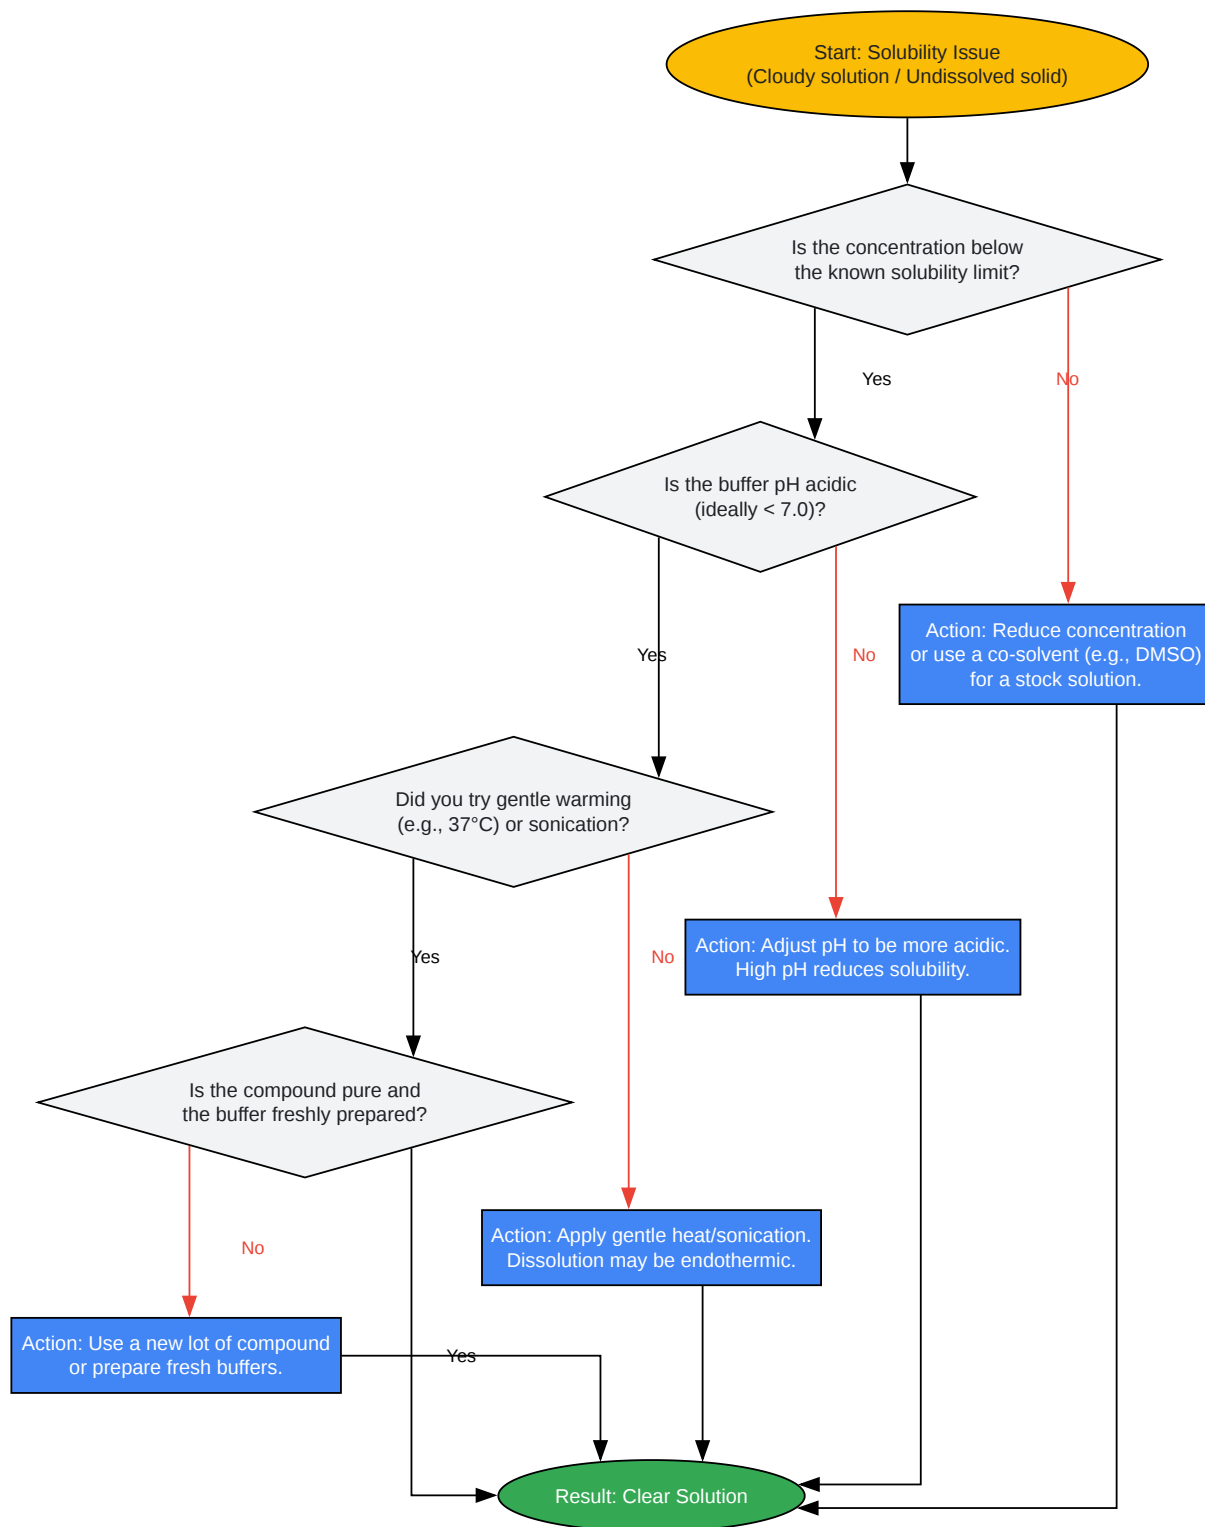 Start: Solubility Issue
(Cloudy solution / Undissolved solid)
Is the concentration below
the known solubility limit?
Yes
No
Is the buffer pH acidic
(ideally < 7.0)?
Action: Reduce concentration
or use a co-solvent (e.g., DMSO)
for a stock solution.
Yes
No
Did you try gentle warming
(e.g., 37°C) or sonication?
Action: Adjust pH to be more acidic.
High pH reduces solubility.
Yes
No
Is the compound pure and
the buffer freshly prepared?
Action: Apply gentle heat/sonication.
Dissolution may be endothermic.
No
Action: Use a new lot of compound
or prepare fresh buffers.
Yes
Result: Clear Solution